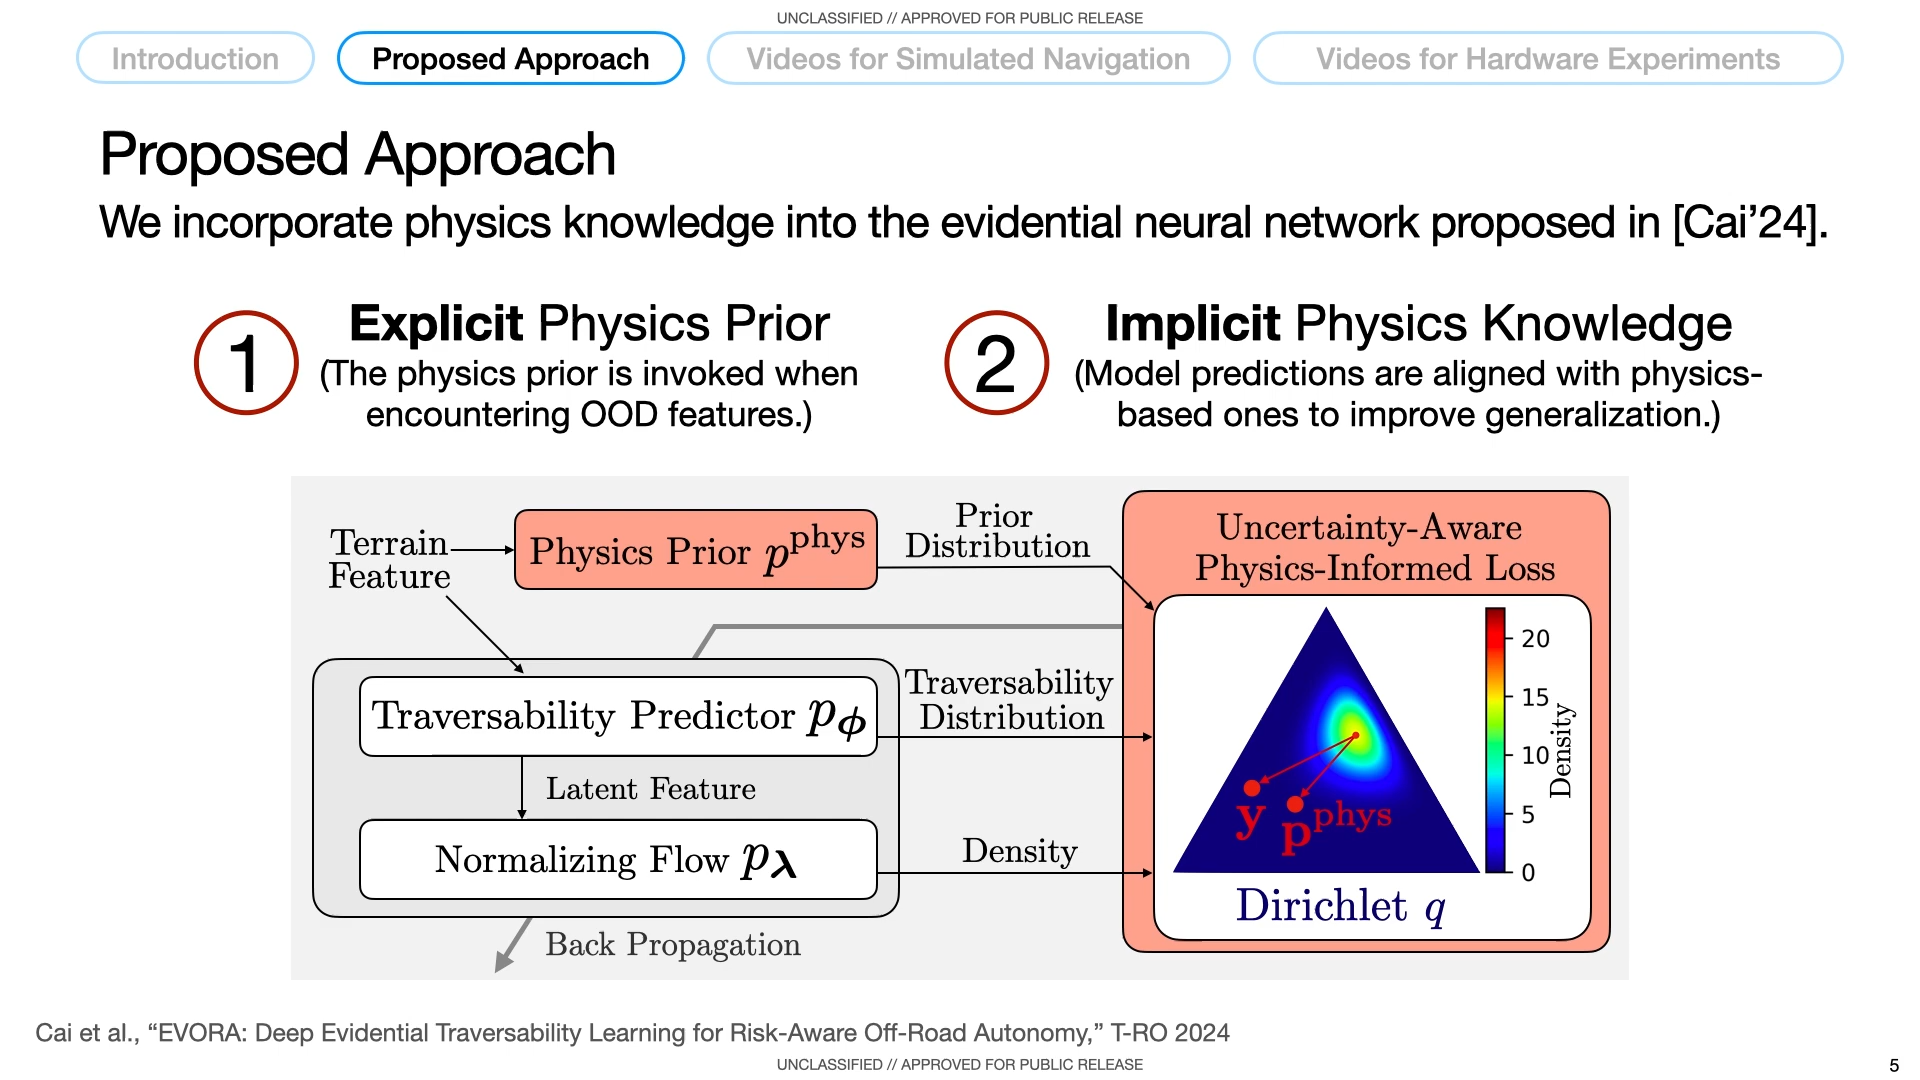 UNCLASSIFIED // APPROVED FOR PUBLIC RELEASE
Introduction
Proposed Approach
Videos for Simulated Navigation
Videos for Hardware Experiments
Proposed Approach
We incorporate physics knowledge into the evidential neural network proposed in [Cai’24].
1
Explicit Physics Prior
(The physics prior is invoked when
encountering OOD features.)
2
Implicit Physics Knowledge
(Model predictions are aligned with physics-
based ones to improve generalization.)
Terrain
Feature
Physics Prior p^phys
Prior
Distribution
Traversability Predictor p_ϕ
Latent Feature
Normalizing Flow p_λ
Traversability
Distribution
Density
Back Propagation
Uncertainty-Aware
Physics-Informed Loss
y
p^phys
20
15
10
5
0
Density
Dirichlet q
Cai et al., “EVORA: Deep Evidential Traversability Learning for Risk-Aware Off-Road Autonomy,” T-RO 2024
UNCLASSIFIED // APPROVED FOR PUBLIC RELEASE
5